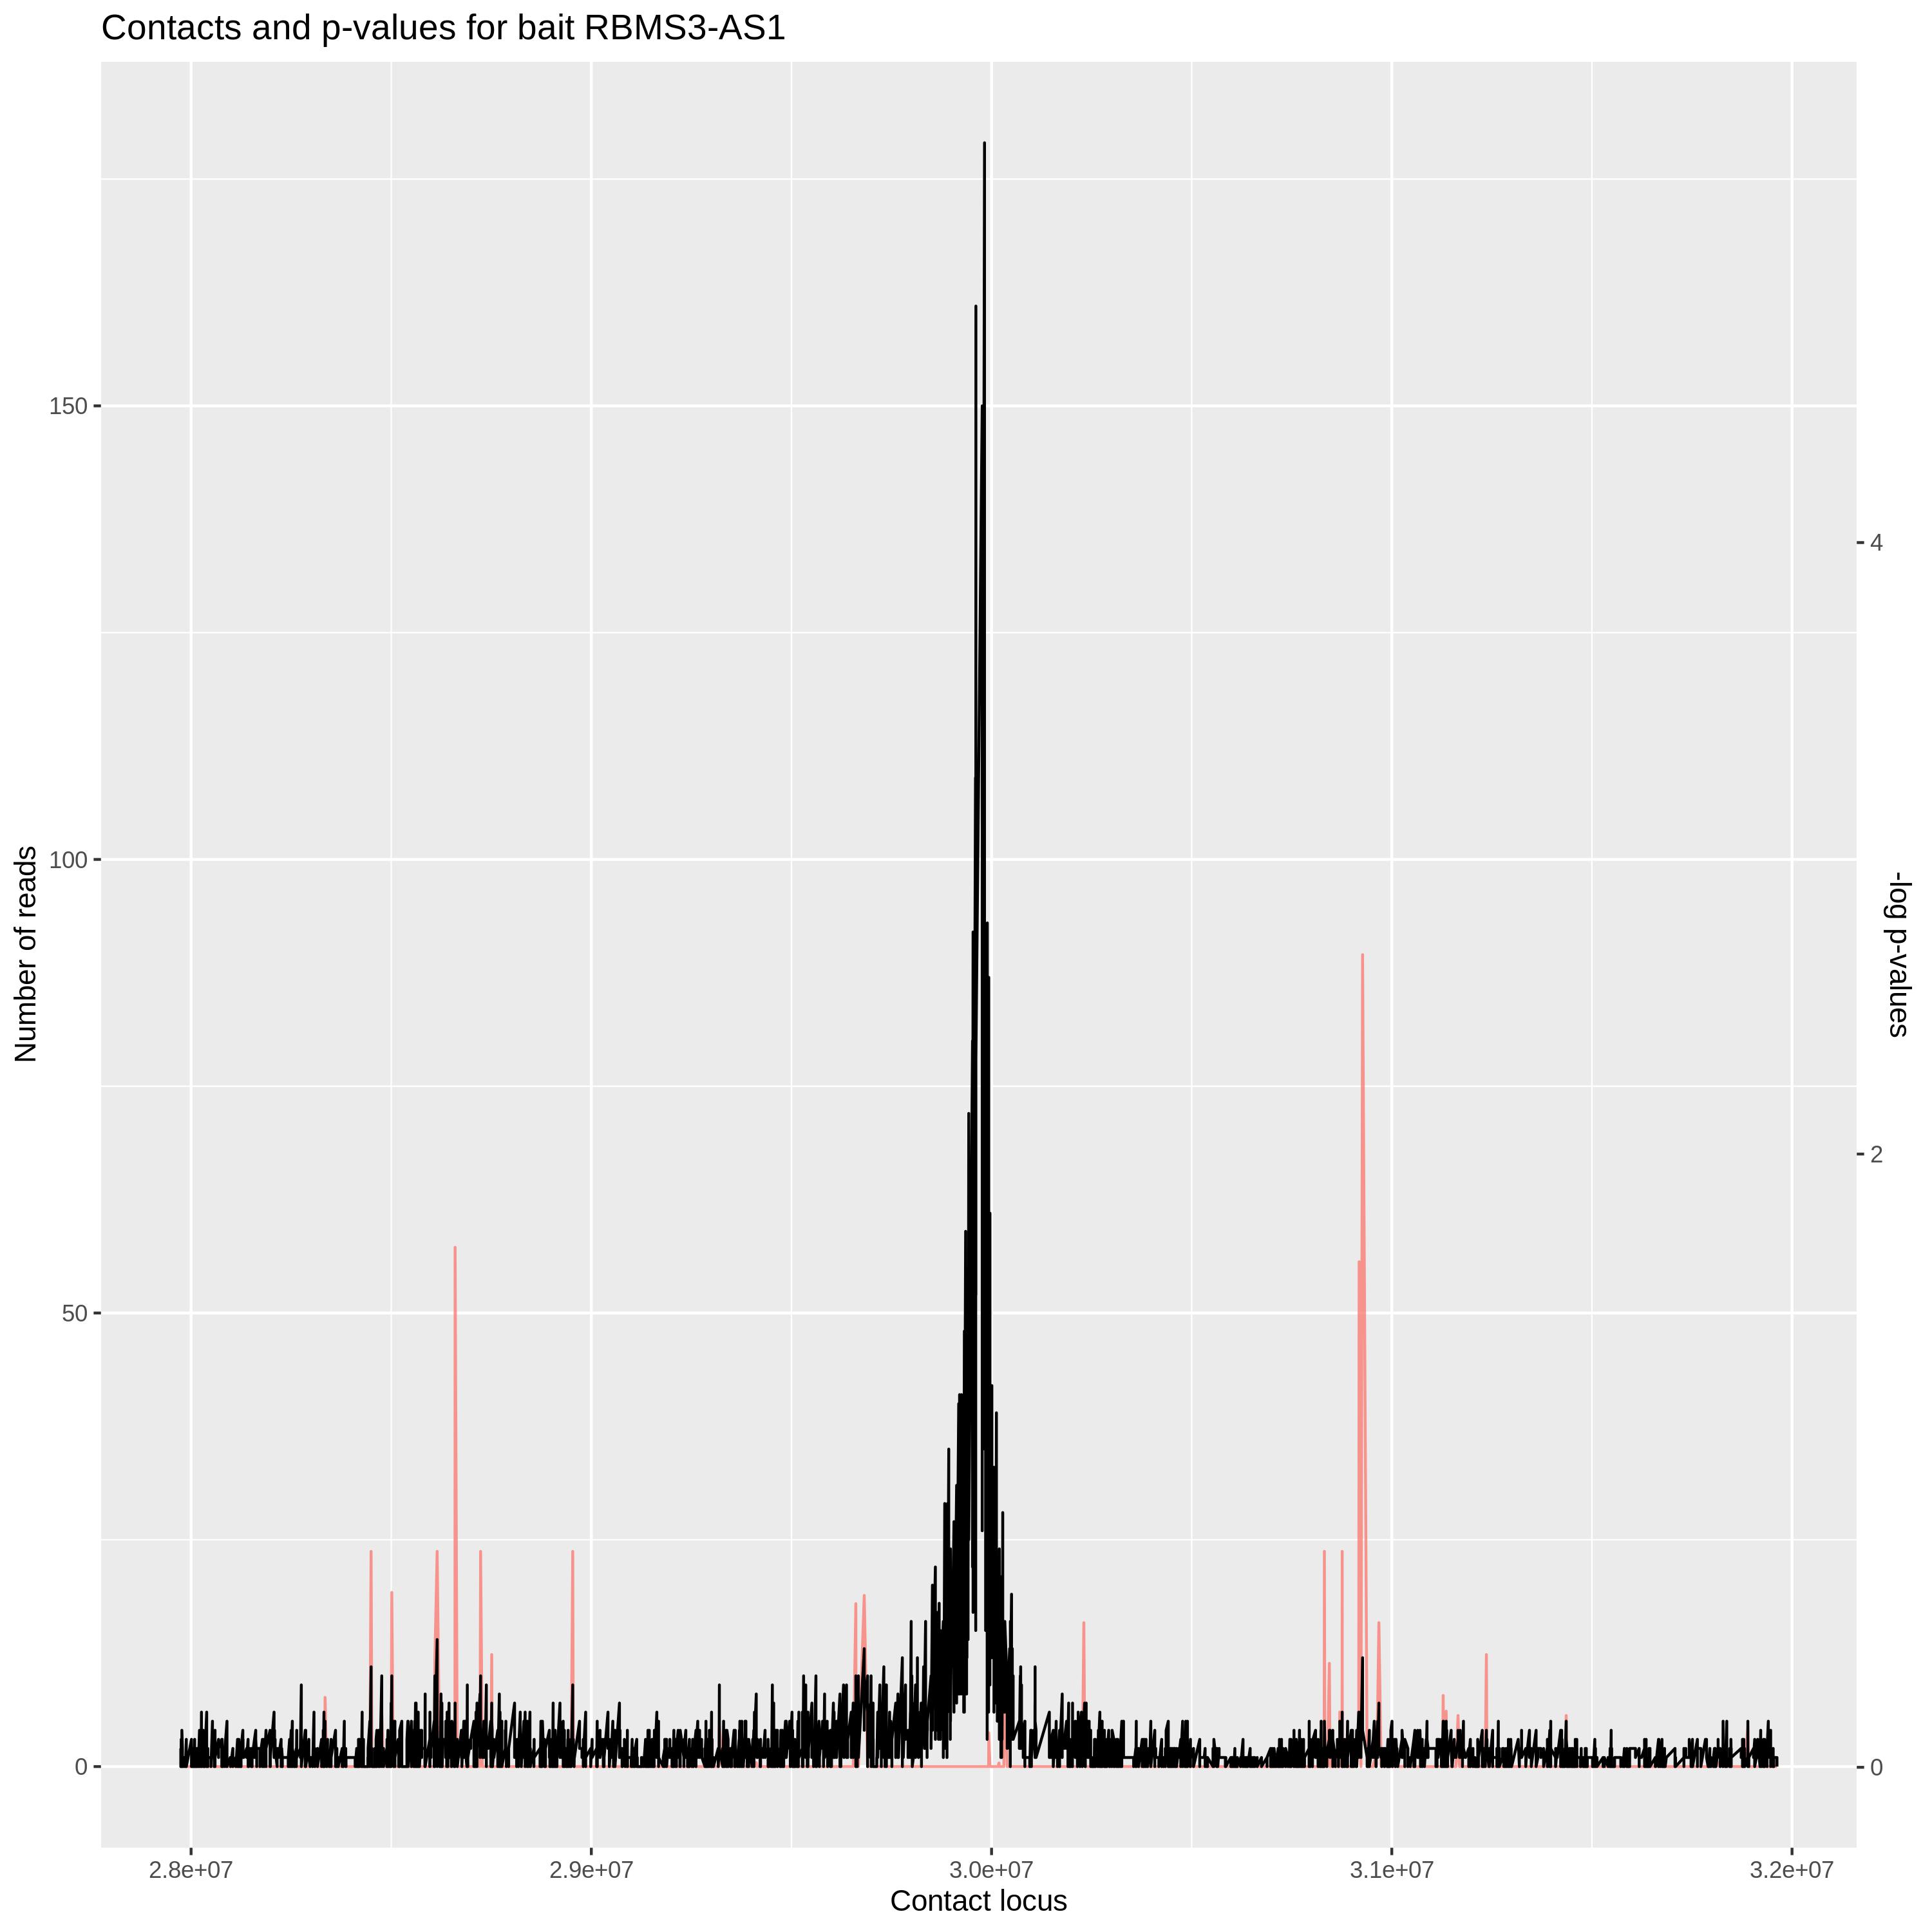 Contacts and p-values for bait RBMS3-AS1
150
100
50
0
Number of reads
4
2
0
-log p-values
2.8e+07
2.9e+07
3.0e+07
3.1e+07
3.2e+07
Contact locus